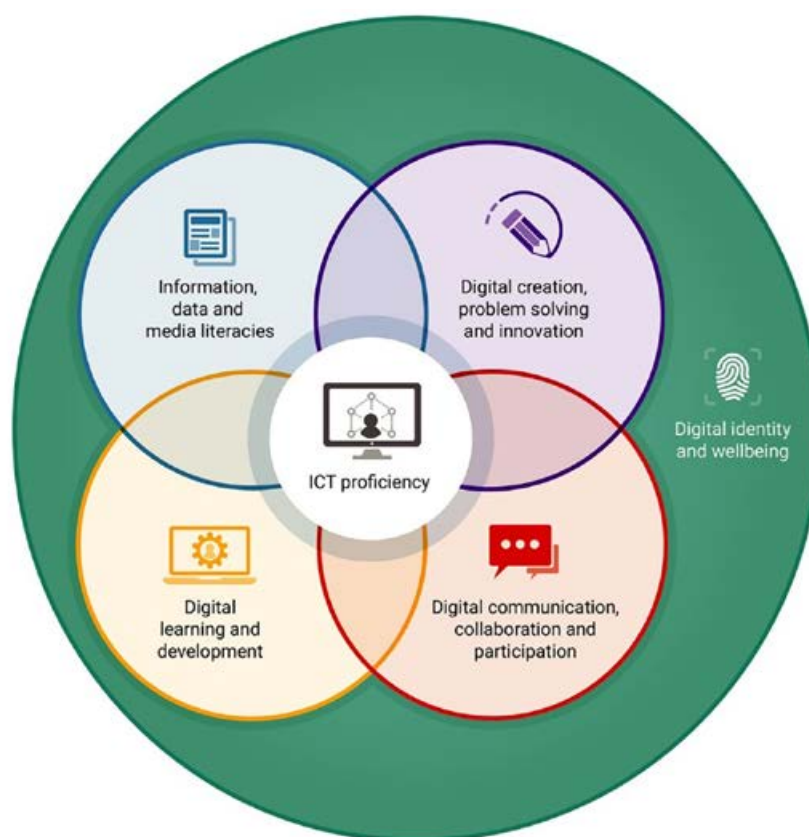 Information,
data and
media literacies
Digital creation,
problem solving
and innovation
Digital identity
and wellbeing
ICT proficiency
Digital
learning and
development
Digital communication,
collaboration and
participation